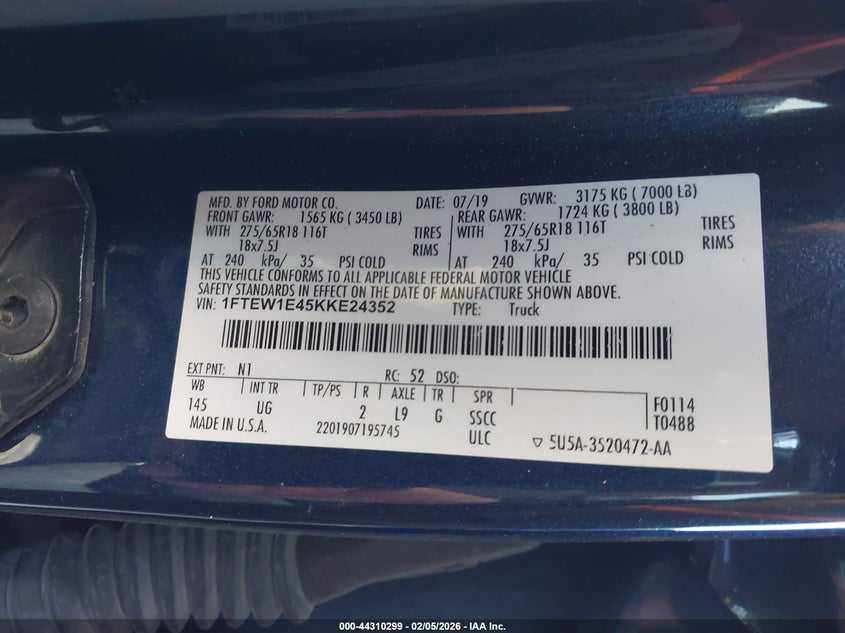 MFD. BY FORD MOTOR CO. DATE: 07/19 GVWR: 3175 KG ( 7000 LB)
FRONT GAWR: 1565 KG ( 3450 LB) REAR GAWR: 1724 KG ( 3800 LB)
WITH 275/65R18 116T TIRES WITH 275/65R18 116T TIRES
18x7.5J RIMS 18x7.5J RIMS
AT 240 kPa/ 35 PSI COLD AT 240 kPa/ 35 PSI COLD
THIS VEHICLE CONFORMS TO ALL APPLICABLE FEDERAL MOTOR VEHICLE
SAFETY STANDARDS IN EFFECT ON THE DATE OF MANUFACTURE SHOWN ABOVE.
VIN: 1FTEW1E45KKE24352 TYPE: Truck
EXT PNT: N1 RC: 52 DSO:
WB INT TR TP/PS R AXLE TR SPR F0114
145 UG 2 L9 G SSCC T0488
MADE IN U.S.A. 2201907195745 ULC ▽ 5U5A-3520472-AA
000-44310299 - 02/05/2026 - IAA Inc.